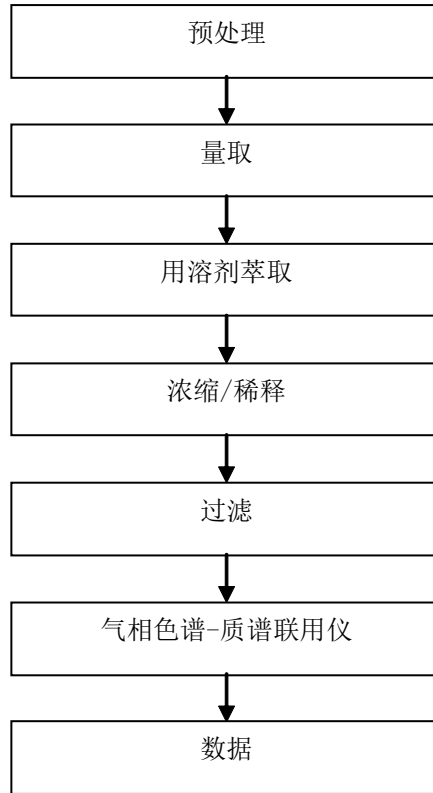 预处理
量取
用溶剂萃取
浓缩/稀释
过滤
气相色谱-质谱联用仪
数据